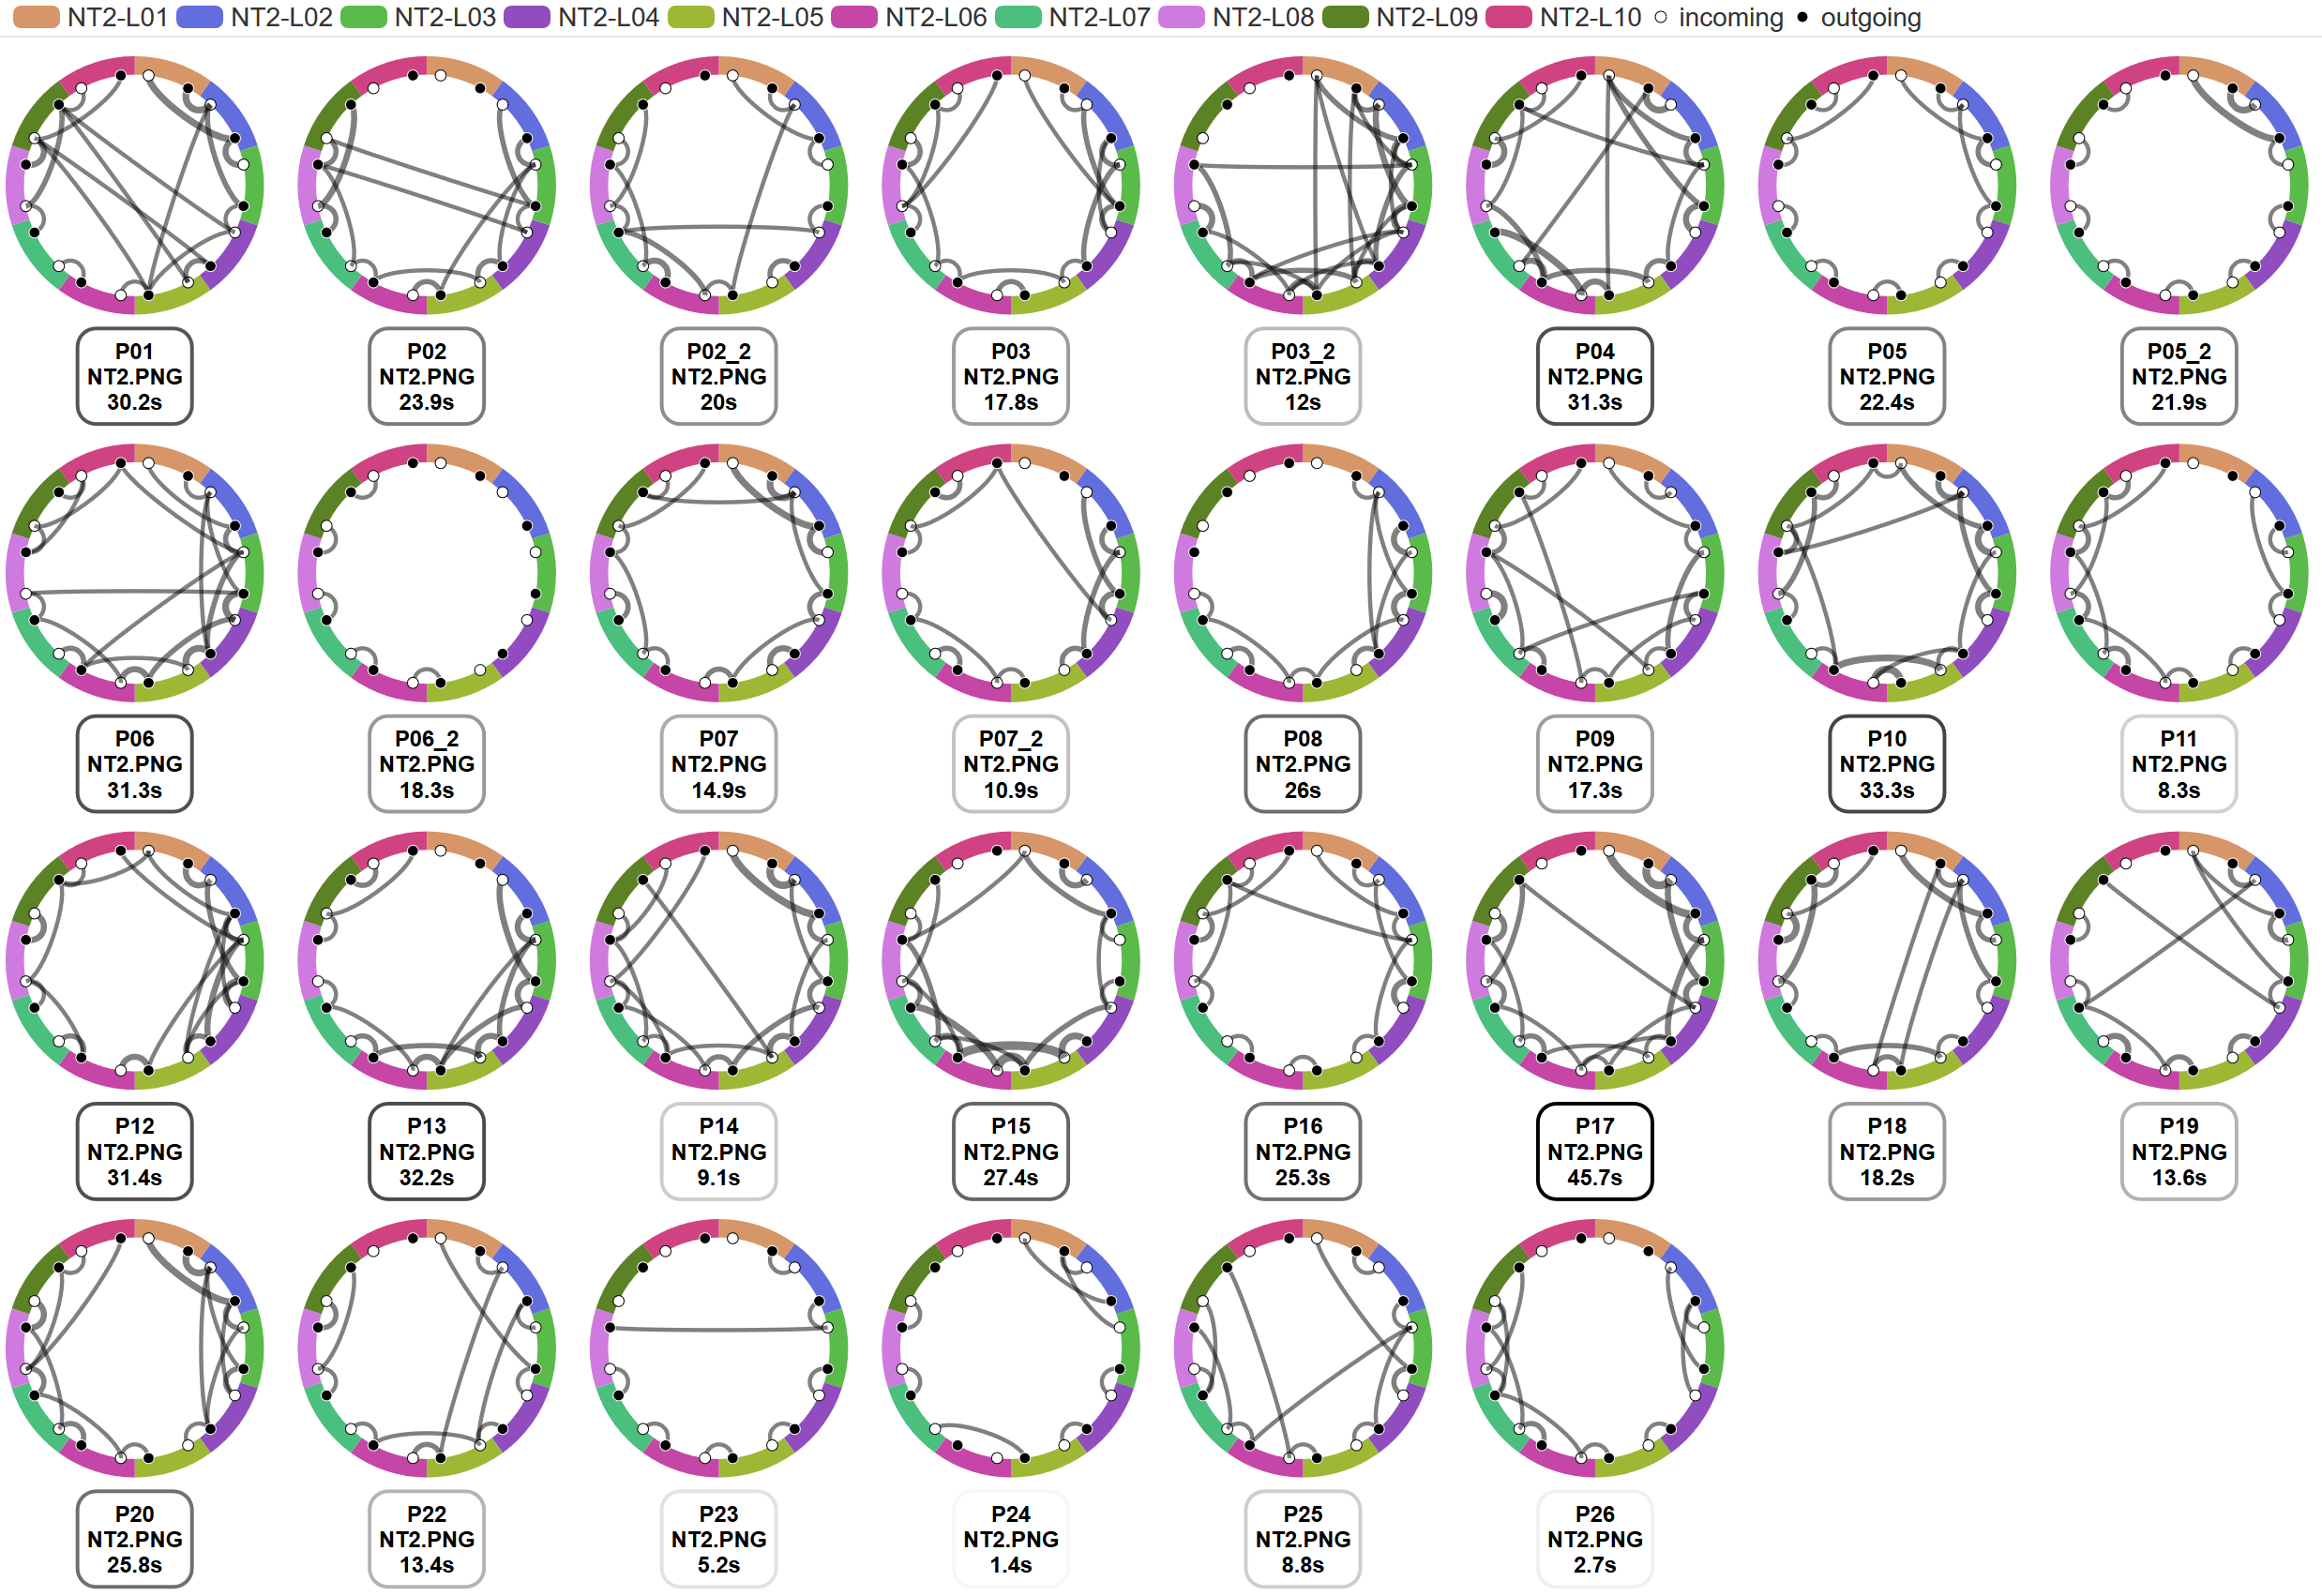 NT2-L01 NT2-L02 NT2-L03 NT2-L04 NT2-L05 NT2-L06 NT2-L07 NT2-L08 NT2-L09 NT2-L10 incoming outgoing
P01
NT2.PNG
30.2s
P02
NT2.PNG
23.9s
P02_2
NT2.PNG
20s
P03
NT2.PNG
17.8s
P03_2
NT2.PNG
12s
P04
NT2.PNG
31.3s
P05
NT2.PNG
22.4s
P05_2
NT2.PNG
21.9s
P06
NT2.PNG
31.3s
P06_2
NT2.PNG
18.3s
P07
NT2.PNG
14.9s
P07_2
NT2.PNG
10.9s
P08
NT2.PNG
26s
P09
NT2.PNG
17.3s
P10
NT2.PNG
33.3s
P11
NT2.PNG
8.3s
P12
NT2.PNG
31.4s
P13
NT2.PNG
32.2s
P14
NT2.PNG
9.1s
P15
NT2.PNG
27.4s
P16
NT2.PNG
25.3s
P17
NT2.PNG
45.7s
P18
NT2.PNG
18.2s
P19
NT2.PNG
13.6s
P20
NT2.PNG
25.8s
P22
NT2.PNG
13.4s
P23
NT2.PNG
5.2s
P24
NT2.PNG
1.4s
P25
NT2.PNG
8.8s
P26
NT2.PNG
2.7s